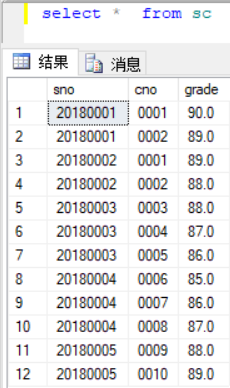 select * from sc
结果 消息
sno cno grade
1 20180001 0001 90.0
2 20180001 0002 89.0
3 20180002 0001 89.0
4 20180002 0002 88.0
5 20180003 0003 88.0
6 20180003 0004 87.0
7 20180003 0005 86.0
8 20180004 0006 85.0
9 20180004 0007 86.0
10 20180004 0008 87.0
11 20180005 0009 88.0
12 20180005 0010 89.0